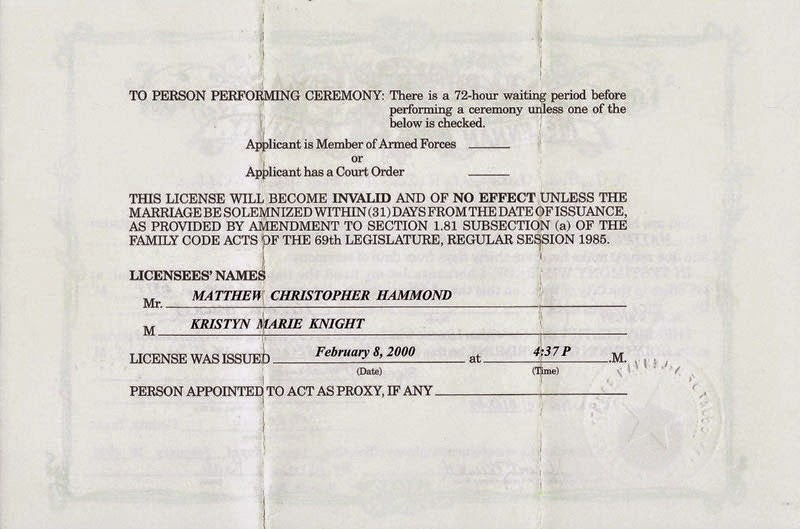 TO PERSON PERFORMING CEREMONY: There is a 72-hour waiting period before
performing a ceremony unless one of the
below is checked.
Applicant is Member of Armed Forces
or
Applicant has a Court Order
THIS LICENSE WILL BECOME INVALID AND OF NO EFFECT UNLESS THE
MARRIAGE BE SOLEMNIZED WITHIN (31) DAYS FROM THE DATE OF ISSUANCE,
AS PROVIDED BY AMENDMENT TO SECTION 1.81 SUBSECTION (a) OF THE
FAMILY CODE ACTS OF THE 69th LEGISLATURE, REGULAR SESSION 1985.
LICENSEES' NAMES
Mr. MATTHEW CHRISTOPHER HAMMOND
M KRISTYN MARIE KNIGHT
LICENSE WAS ISSUED February 8, 2000 at 4:37 P .M.
(Date) (Time)
PERSON APPOINTED TO ACT AS PROXY, IF ANY